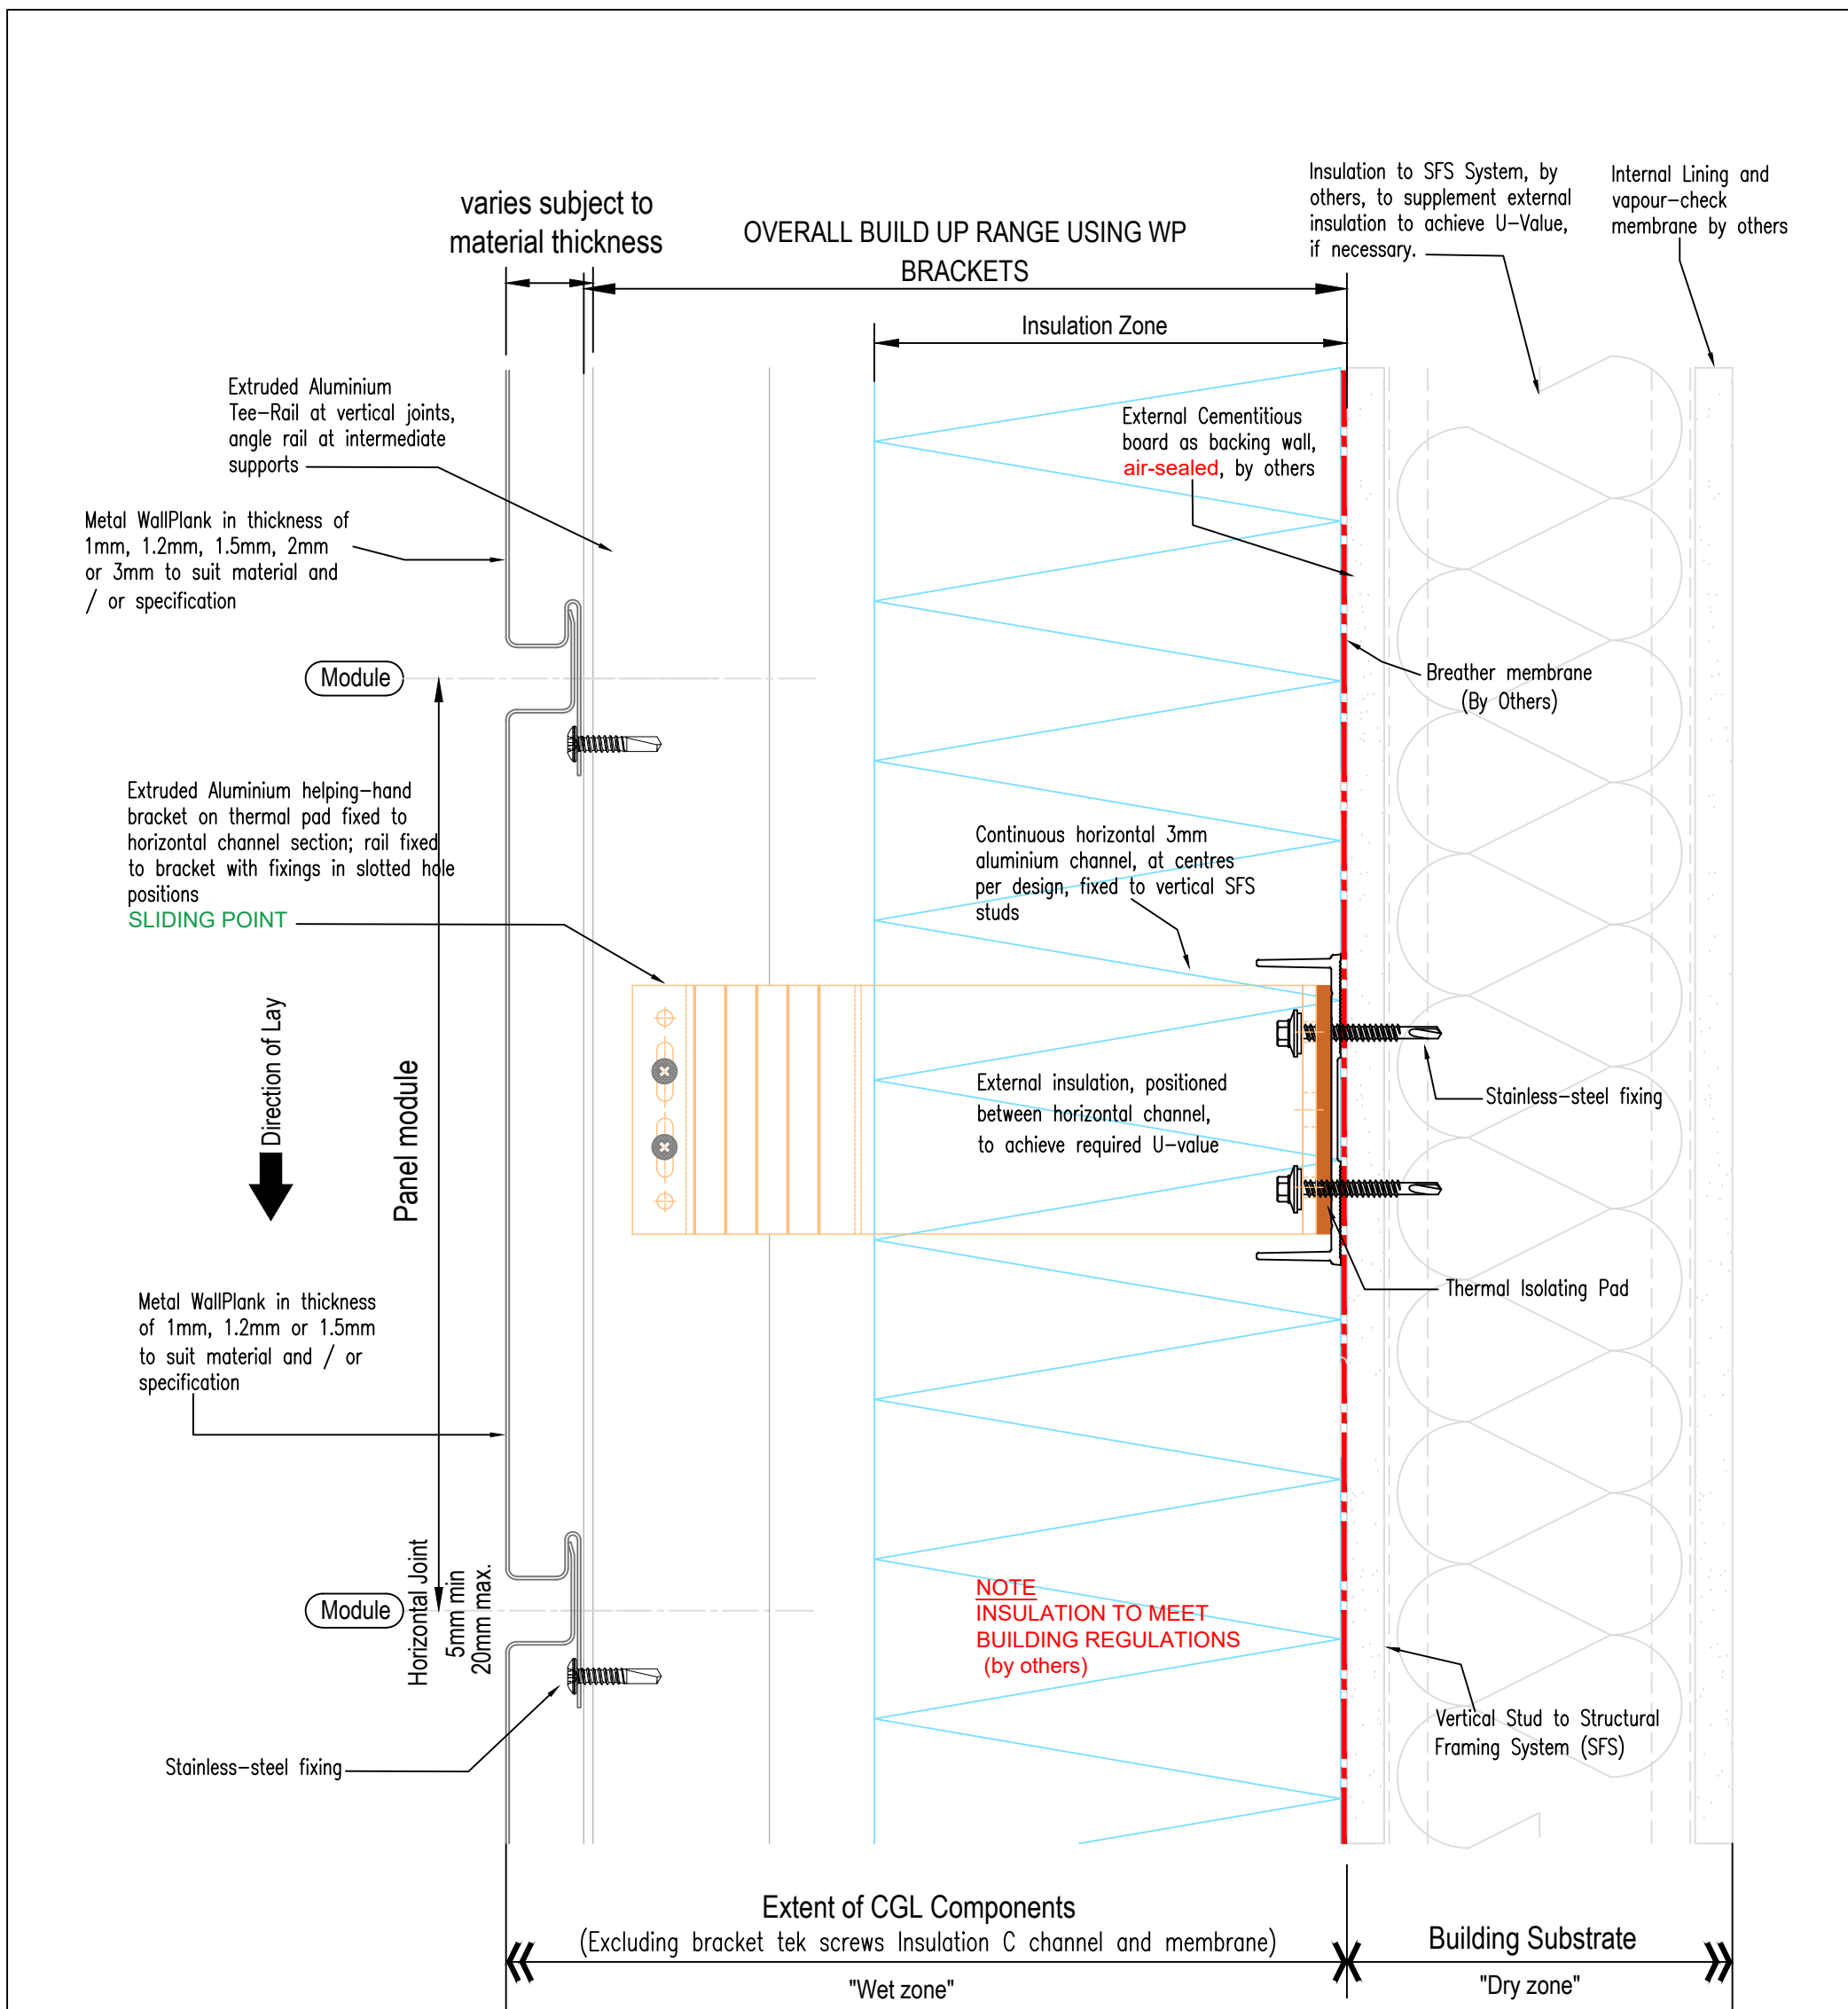 varies subject to
material thickness
OVERALL BUILD UP RANGE USING WP
BRACKETS
Insulation Zone
Insulation to SFS System, by
others, to supplement external
insulation to achieve U-Value,
if necessary.
Internal Lining and
vapour-check
membrane by others
Extruded Aluminium
Tee-Rail at vertical joints,
angle rail at intermediate
supports
External Cementitious
board as backing wall,
air-sealed, by others
Metal WallPlank in thickness of
1mm, 1.2mm, 1.5mm, 2mm
or 3mm to suit material and
/ or specification
Module
Breather membrane
(By Others)
Extruded Aluminium helping-hand
bracket on thermal pad fixed to
horizontal channel section; rail fixed
to bracket with fixings in slotted hole
positions
SLIDING POINT
Continuous horizontal 3mm
aluminium channel, at centres
per design, fixed to vertical SFS
studs
Direction of Lay
Panel module
External insulation, positioned
between horizontal channel,
to achieve required U-value
Stainless-steel fixing
Thermal Isolating Pad
Metal WallPlank in thickness
of 1mm, 1.2mm or 1.5mm
to suit material and / or
specification
Module
Horizontal Joint
5mm min
20mm max.
NOTE
INSULATION TO MEET
BUILDING REGULATIONS
(by others)
Vertical Stud to Structural
Framing System (SFS)
Stainless-steel fixing
Extent of CGL Components
(Excluding bracket tek screws Insulation C channel and membrane)
"Wet zone"
Building Substrate
"Dry zone"